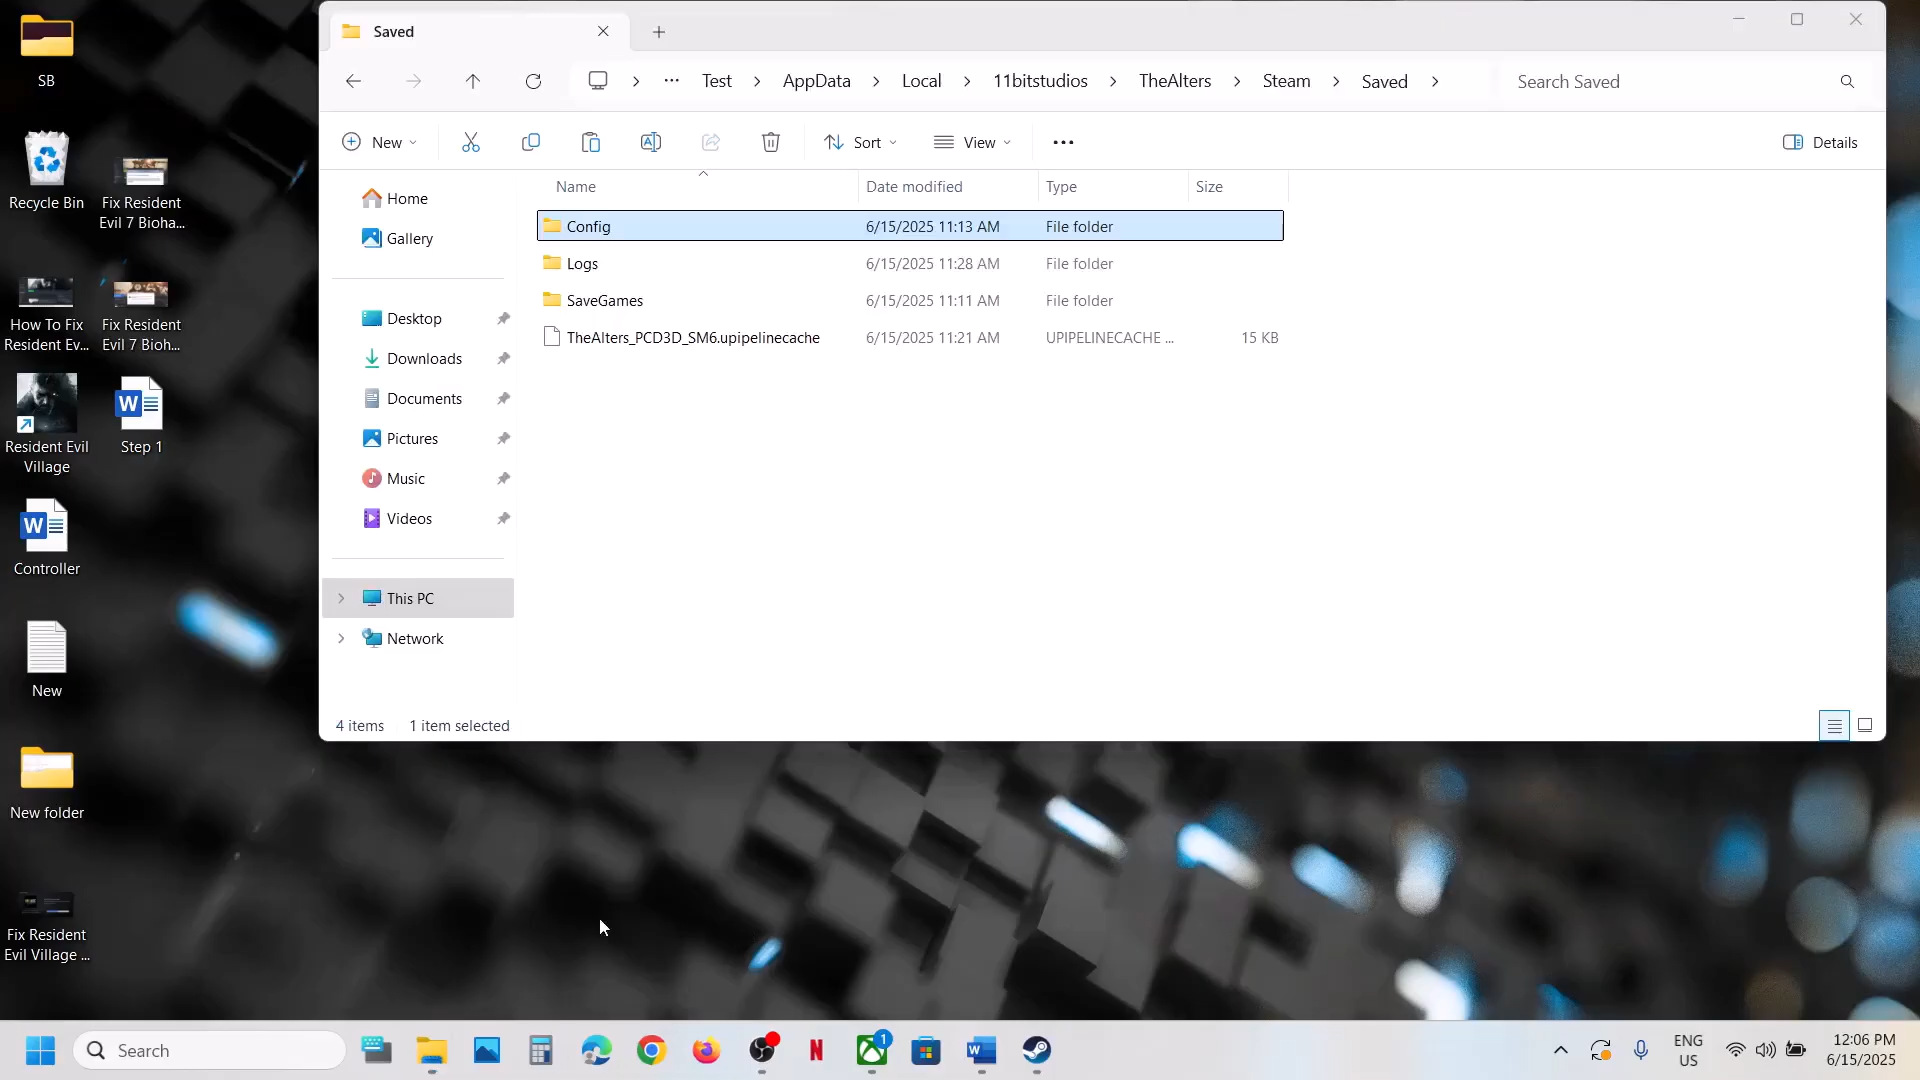 SB
Recycle Bin
Fix Resident
Evil 7 Bioha...
How To Fix
Resident Ev...
Fix Resident
Evil 7 Bioh...
Resident Evil
Village
Step 1
Controller
New
New folder
Fix Resident
Evil Village ...
Saved
... Test > AppData > Local > 11bitstudios > TheAlters > Steam > Saved >
Search Saved
New
Sort
View
Details
Name
Date modified
Type
Size
Home
Gallery
Desktop
Downloads
Documents
Pictures
Music
Videos
This PC
Network
Config 6/15/2025 11:13 AM File folder
Logs 6/15/2025 11:28 AM File folder
SaveGames 6/15/2025 11:11 AM File folder
TheAlters_PCD3D_SM6.upipelinecache 6/15/2025 11:21 AM UPIPELINECACHE ... 15 KB
4 items 1 item selected
Search
1
ENG
US
12:06 PM
6/15/2025